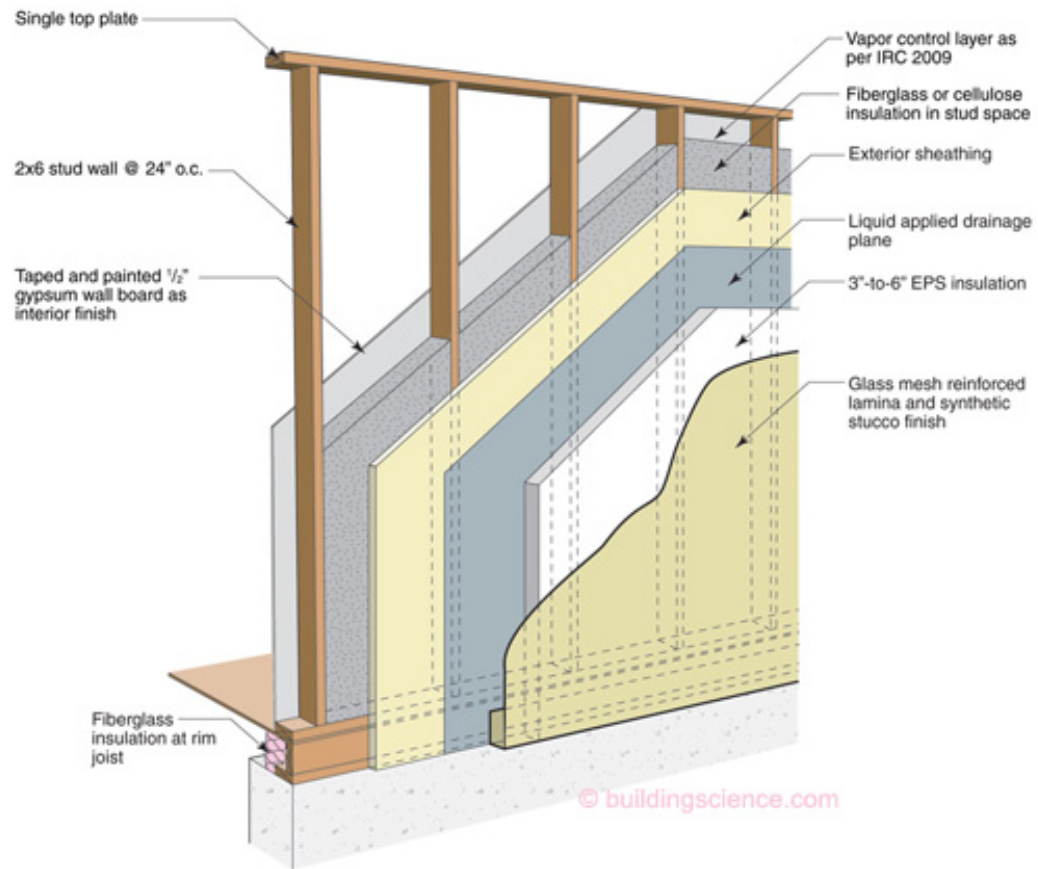 Single top plate
2x6 stud wall @ 24" o.c.
Taped and painted 1/2"
gypsum wall board as
interior finish
Fiberglass
insulation at rim
joist
Vapor control layer as
per IRC 2009
Fiberglass or cellulose
insulation in stud space
Exterior sheathing
Liquid applied drainage
plane
3"-to-6" EPS insulation
Glass mesh reinforced
lamina and synthetic
stucco finish
© buildingscience.com